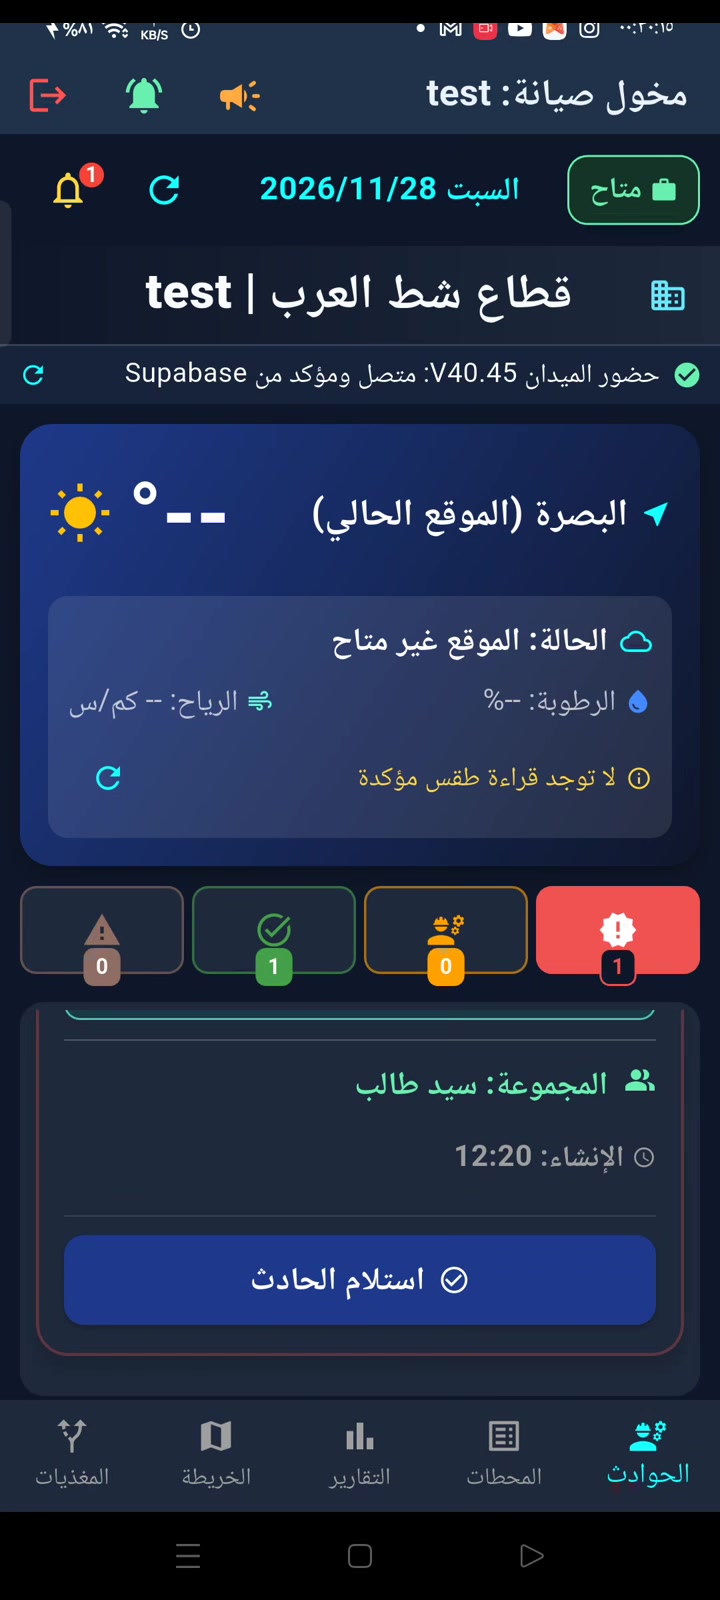 %٨١ KB/S ٠٠:٢٠:١٥
مخول صيانة: test
متاح
السبت 2026/11/28
1
قطاع شط العرب | test
حضور الميدان V40.45: متصل ومؤكد من Supabase
البصرة (الموقع الحالي)
--°
الحالة: الموقع غير متاح
الرطوبة: --%
الرياح: -- كم/س
لا توجد قراءة طقس مؤكدة
1
0
1
0
المجموعة: سيد طالب
الإنشاء: 12:20
استلام الحادث
الحوادث
المحطات
التقارير
الخريطة
المغذيات